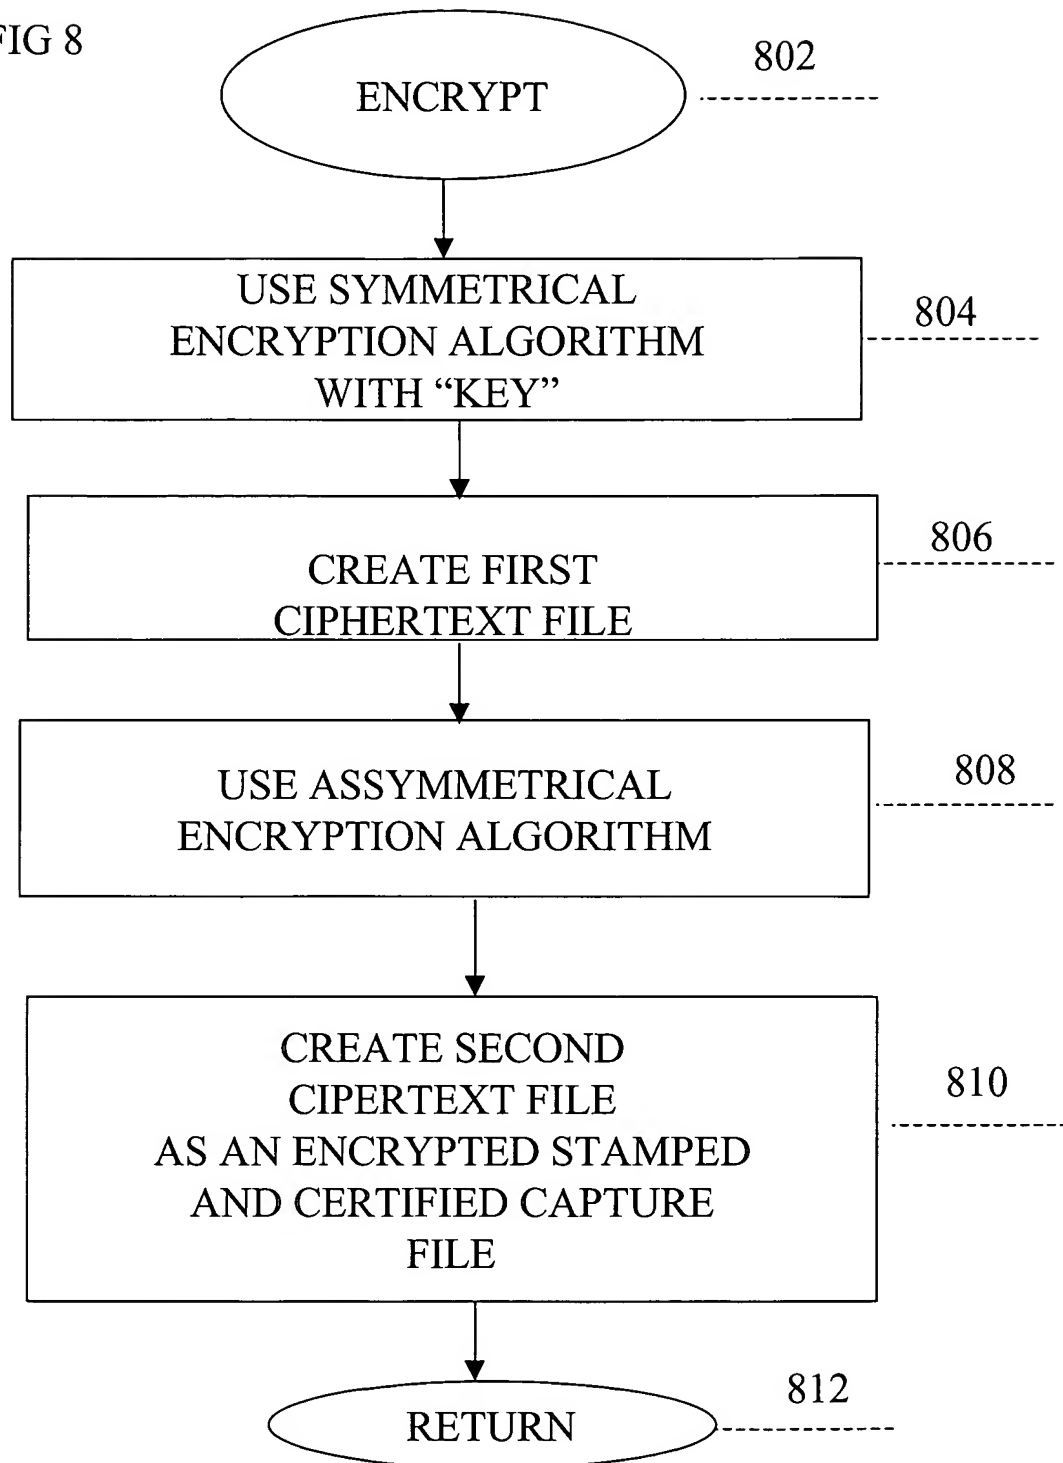 FIG 8
802
ENCRYPT
804
USE SYMMETRICAL
ENCRYPTION ALGORITHM
WITH “KEY”
806
CREATE FIRST
CIPHERTEXT FILE
808
USE ASSYMMETRICAL
ENCRYPTION ALGORITHM
810
CREATE SECOND
CIPERTEXT FILE
AS AN ENCRYPTED STAMPED
AND CERTIFIED CAPTURE
FILE
812
RETURN